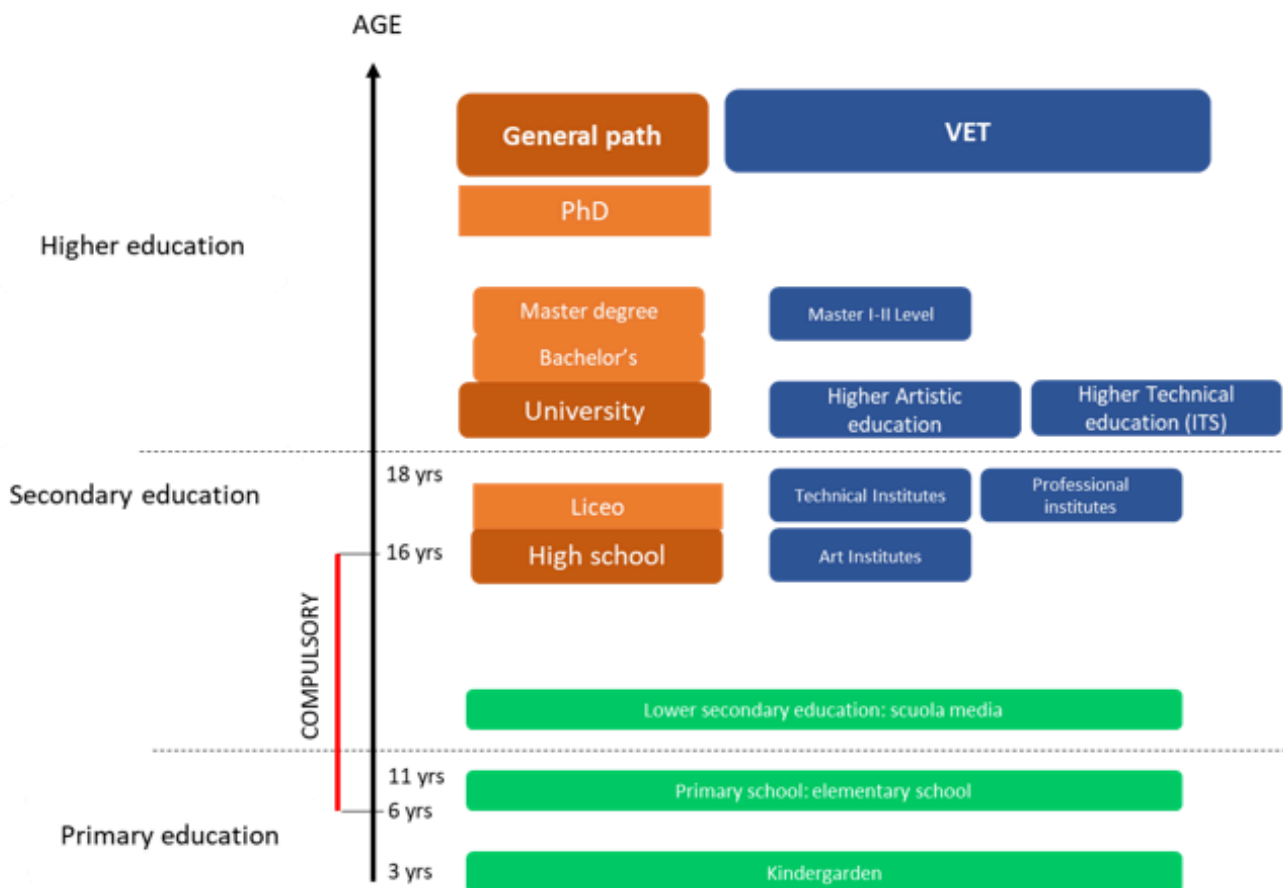 AGE
General path
VET
PhD
Higher education
Master degree
Master I-II Level
Bachelor's
University
Higher Artistic
education
Higher Technical
education (ITS)
18 yrs
Secondary education
Liceo
Technical Institutes
Professional
institutes
16 yrs
High school
Art Institutes
COMPULSORY
Lower secondary education: scuola media
11 yrs
Primary school: elementary school
6 yrs
Primary education
3 yrs
Kindergarden